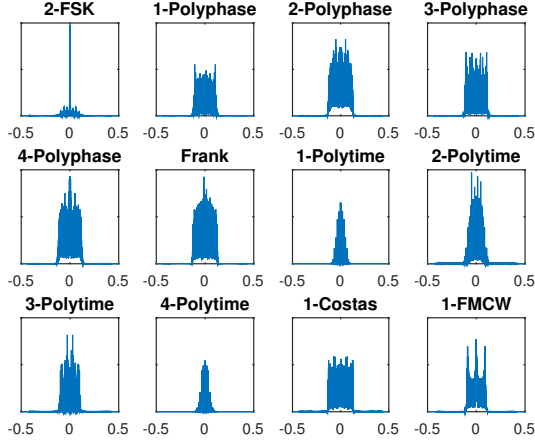 2-FSK 1-Polyphase 2-Polyphase 3-Polyphase
-0.5 0 0.5 -0.5 0 0.5 -0.5 0 0.5 -0.5 0 0.5
4-Polyphase Frank 1-Polytime 2-Polytime
-0.5 0 0.5 -0.5 0 0.5 -0.5 0 0.5 -0.5 0 0.5
3-Polytime 4-Polytime 1-Costas 1-FMCW
-0.5 0 0.5 -0.5 0 0.5 -0.5 0 0.5 -0.5 0 0.5